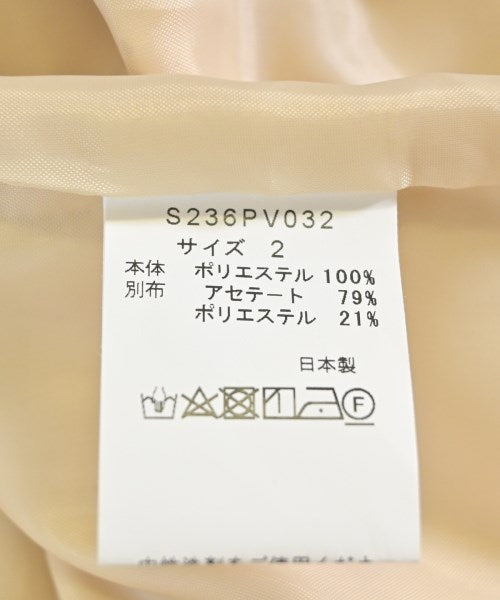 S236PV032
サイズ 2
本体 ポリエステル 100%
別布 アセテート 79%
ポリエステル 21%
日本製
F